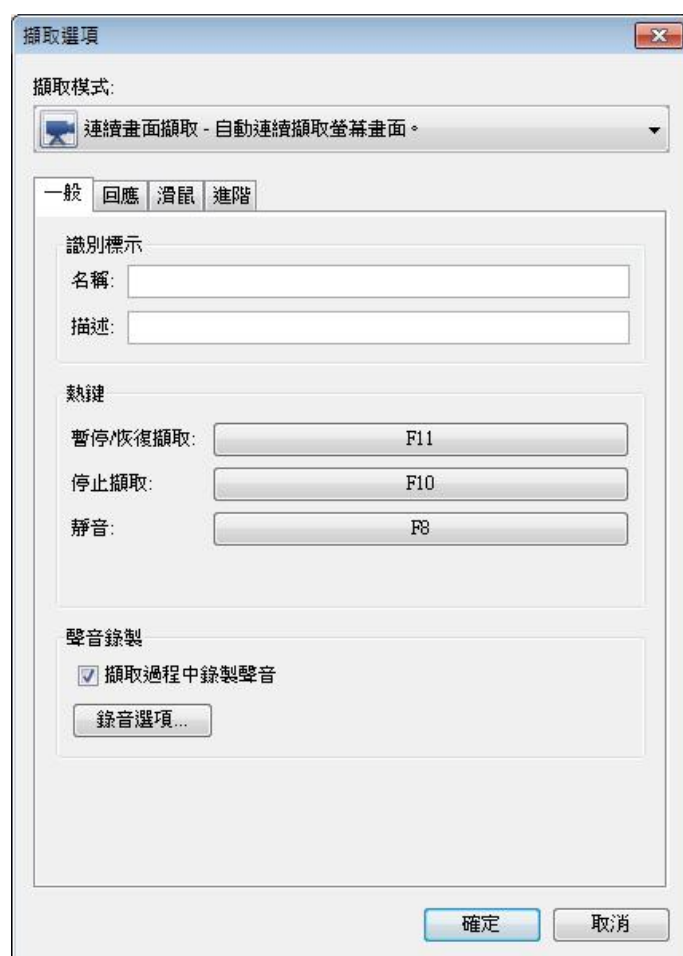 擷取選項
擷取模式:
連續畫面擷取 - 自動連續擷取螢幕畫面。
一般 回應 滑鼠 進階
識別標示
名稱:
描述:
熱鍵
暫停/恢復擷取: F11
停止擷取: F10
靜音: F8
聲音錄製
擷取過程中錄製聲音
錄音選項...
確定 取消